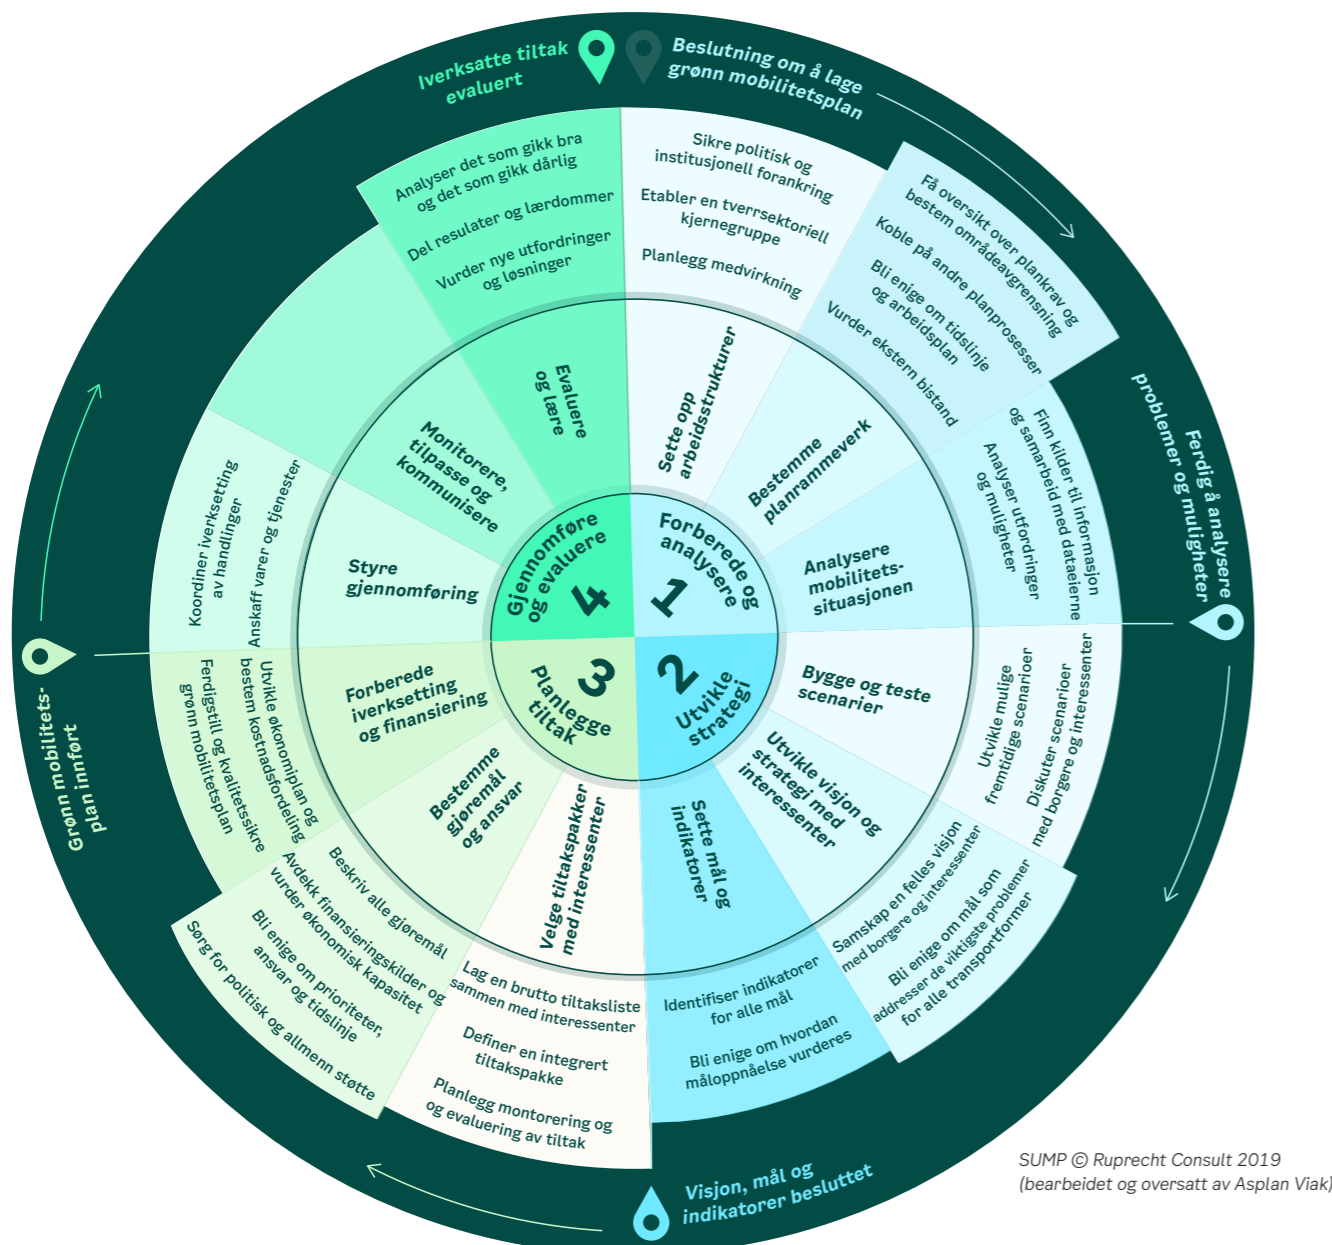 Iverksatte tiltak
evaluert
Beslutning om å lage
grønn mobilitetsplan
Sikre politisk og
institusjonell forankring
Etabler en tverrsektoriell
kjernegruppe
Planlegg medvirkning
Få oversikt over plankrav og
bestem områdeavgrensning
Koble på andre planprosesser
Bli enige om tidslinje
og arbeidsplan
Vurder ekstern bistand
Finn kilder til informasjon
og samarbeid med dataeierne
Analyser utfordringer
og muligheter
Ferdig å analysere
problemer og muligheter
Sette opp
arbeidsstrukturer
Bestemme
planrammeverk
Analysere
mobilitets-
situasjonen
Forberede og
analysere
1
2
Utvikle
strategi
Bygge og teste
scenarier
Utvikle visjon og
strategi med
interessenter
Sette mål og
indikatorer
Utvikle mulige
fremtidige scenarioer
Diskuter scenarioer
med borgere og interessenter
Samskap en felles visjon
med borgere og interessenter
Bli enige om mål som
addresser de viktigste problemer
for alle transportformer
Identifiser indikatorer
for alle mål
Bli enige om hvordan
måloppnåelse vurderes
Visjon, mål og
indikatorer besluttet
3
Planlegge
tiltak
Velge tiltakspakker
med interessenter
Bestemme
gjøremål
og ansvar
Forberede
iverksetting
og finansiering
Lag en brutto tiltaksliste
sammen med interessenter
Definer en integrert
tiltakspakke
Planlegg montorering og
og evaluering av tiltak
Beskriv alle gjøremål
Avdekk finansieringskilder og
vurder økonomisk kapasitet
Bli enige om prioriteter,
ansvar og tidslinje
Sørg for politisk og allmenn støtte
Utvikle økonomiplan og
bestem kostnadsfordeling
Ferdigstill og kvalitetssikre
grønn mobilitetsplan
Grønn mobilitets-
plan innført
Gjennomføre
og evaluere
4
Styre
gjennomføring
Monitorere,
tilpasse og
kommunisere
Evaluere
og lære
Koordiner iverksetting
av handlinger
Anskaff varer og tjenester
Analyser det som gikk bra
og det som gikk dårlig
Del resulater og lærdommer
Vurder nye utfordringer
og løsninger
SUMP © Ruprecht Consult 2019
(bearbeidet og oversatt av Asplan Viak)